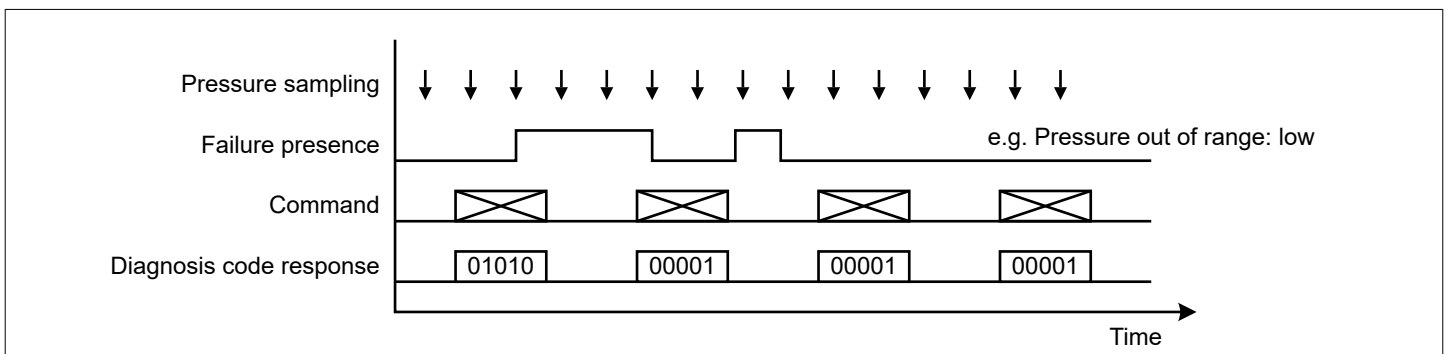 Pressure sampling
Failure presence
e.g. Pressure out of range: low
Command
Diagnosis code response
01010
00001
00001
00001
Time